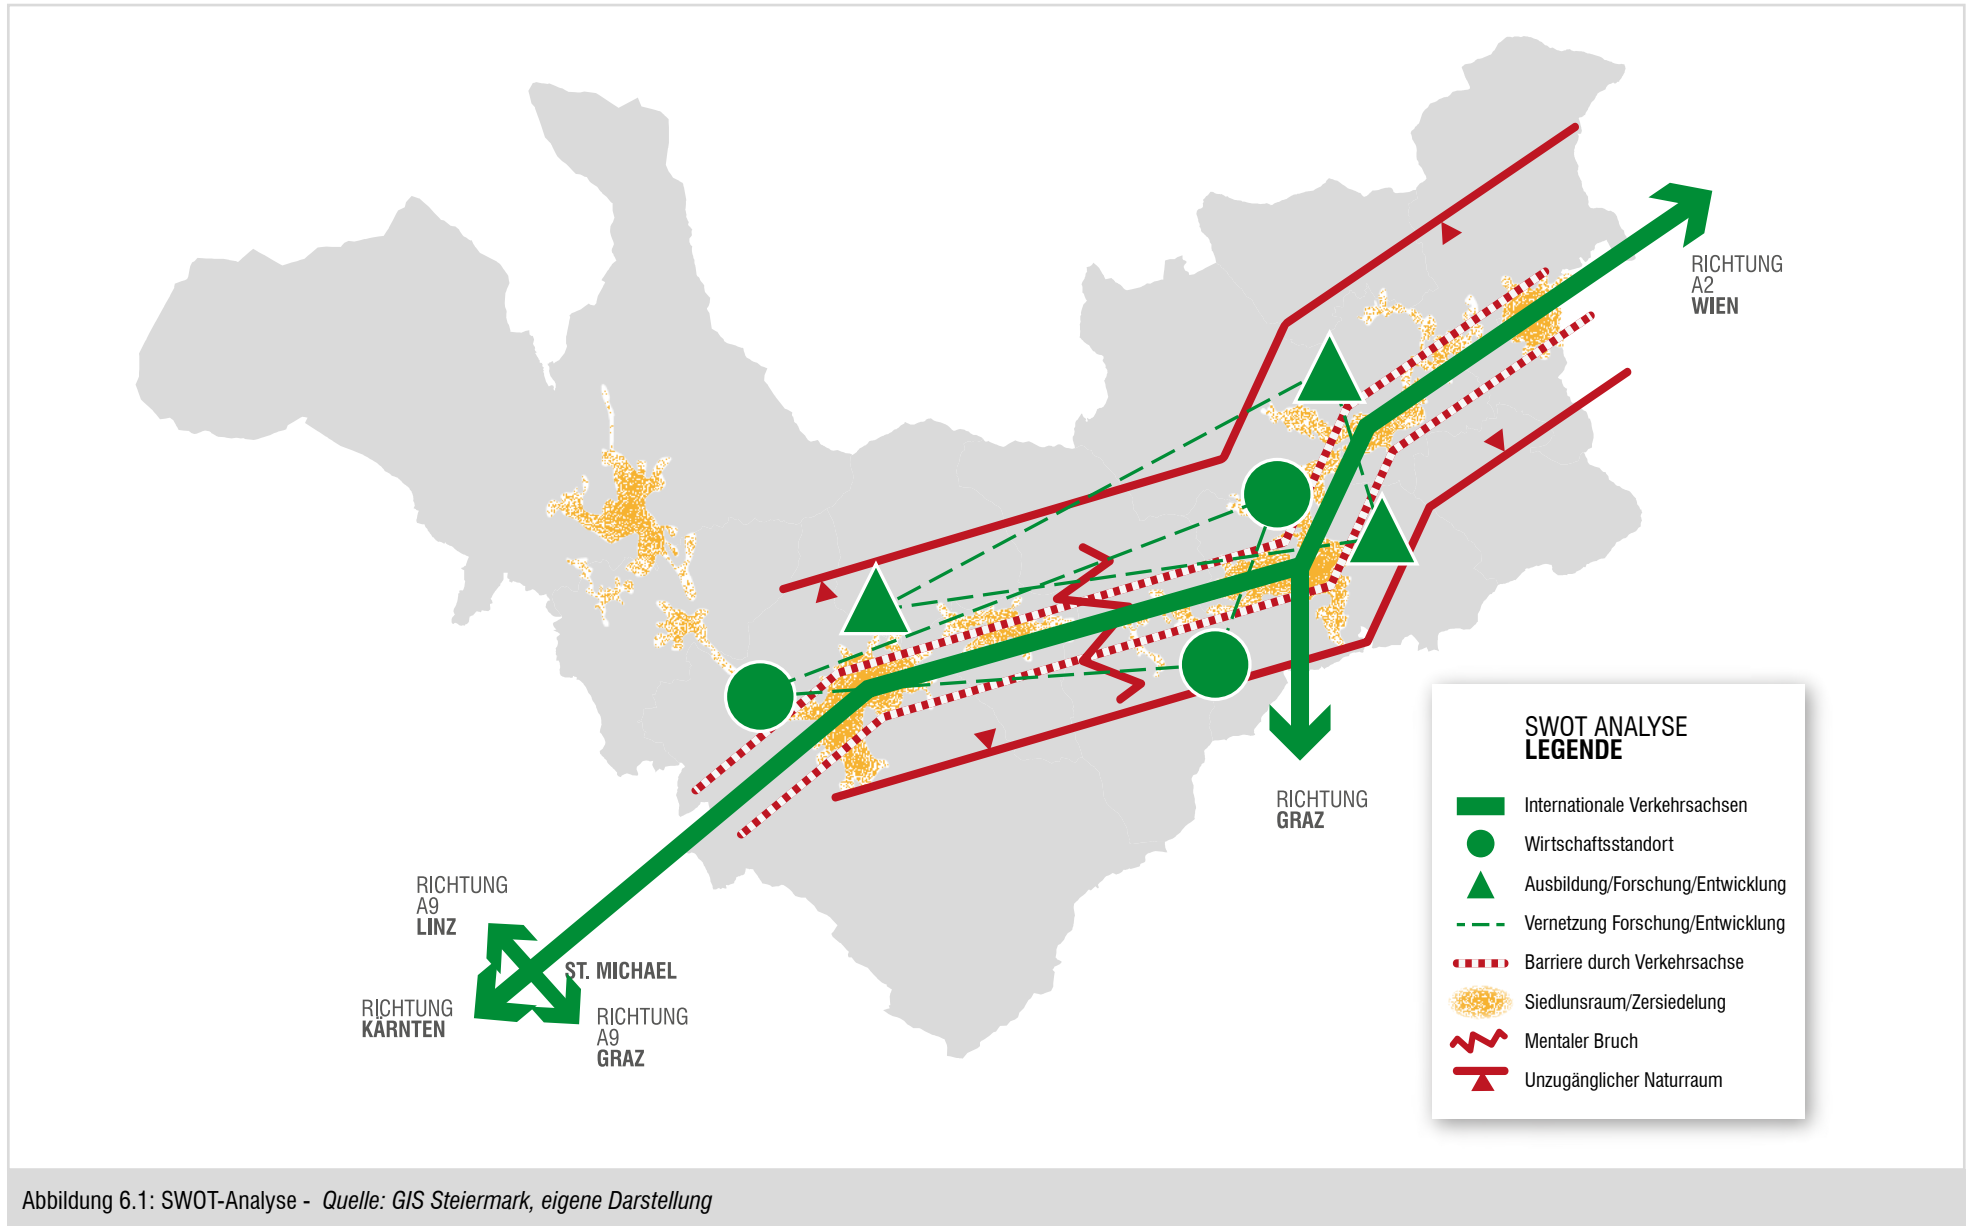 RICHTUNG
A2
WIEN
RICHTUNG
GRAZ
RICHTUNG
A9
LINZ
ST. MICHAEL
RICHTUNG
KÄRNTEN
RICHTUNG
A9
GRAZ
SWOT ANALYSE
LEGENDE
Internationale Verkehrsachsen
Wirtschaftsstandort
Ausbildung/Forschung/Entwicklung
Vernetzung Forschung/Entwicklung
Barriere durch Verkehrsachse
Siedlunsraum/Zersiedelung
Mentaler Bruch
Unzugänglicher Naturraum
Abbildung 6.1: SWOT-Analyse - Quelle: GIS Steiermark, eigene Darstellung